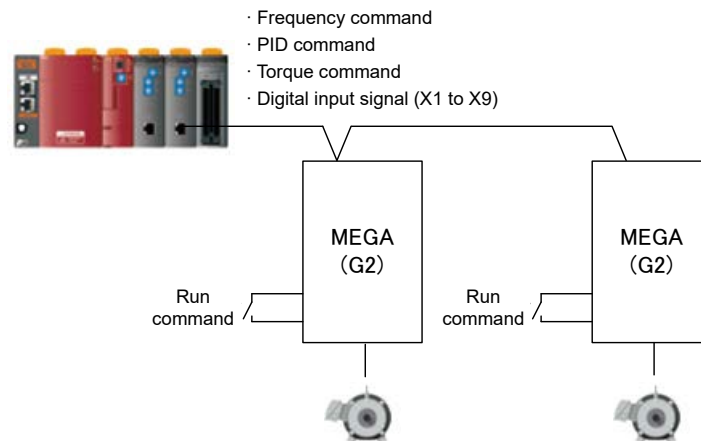 · Frequency command
· PID command
· Torque command
· Digital input signal (X1 to X9)
MEGA
(G2)
MEGA
(G2)
Run
command
Run
command